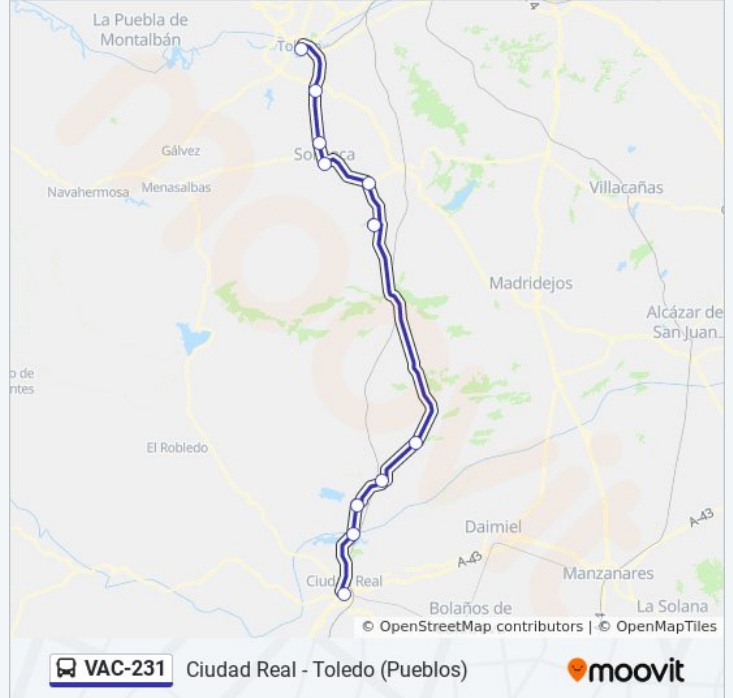 La Puebla de
Montalbán
Gálvez
Navahermosa
Menasalbas
Villacañas
Madridejos
Alcázar de
San Juan
El Robledo
Daimiel
A-43
A-43
Manzanares
Ciudad Real
Bolaños de
La Solana
© OpenStreetMap contributors | © OpenMapTiles
VAC-231
Ciudad Real - Toledo (Pueblos)
moovit